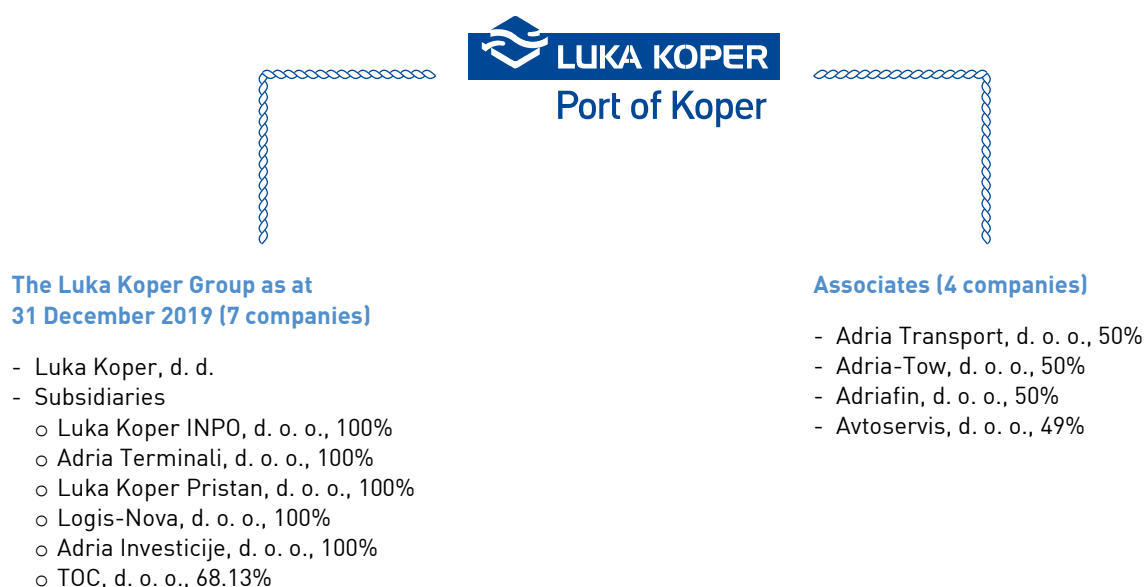 LUKA KOPER
Port of Koper
The Luka Koper Group as at
31 December 2019 (7 companies)
- Luka Koper, d. d.
- Subsidiaries
o Luka Koper INPO, d. o. o., 100%
o Adria Terminali, d. o. o., 100%
o Luka Koper Pristan, d. o. o., 100%
o Logis-Nova, d. o. o., 100%
o Adria Investicije, d. o. o., 100%
o TOC, d. o. o., 68.13%
Associates (4 companies)
- Adria Transport, d. o. o., 50%
- Adria-Tow, d. o. o., 50%
- Adriafin, d. o. o., 50%
- Avtoservis, d. o. o., 49%